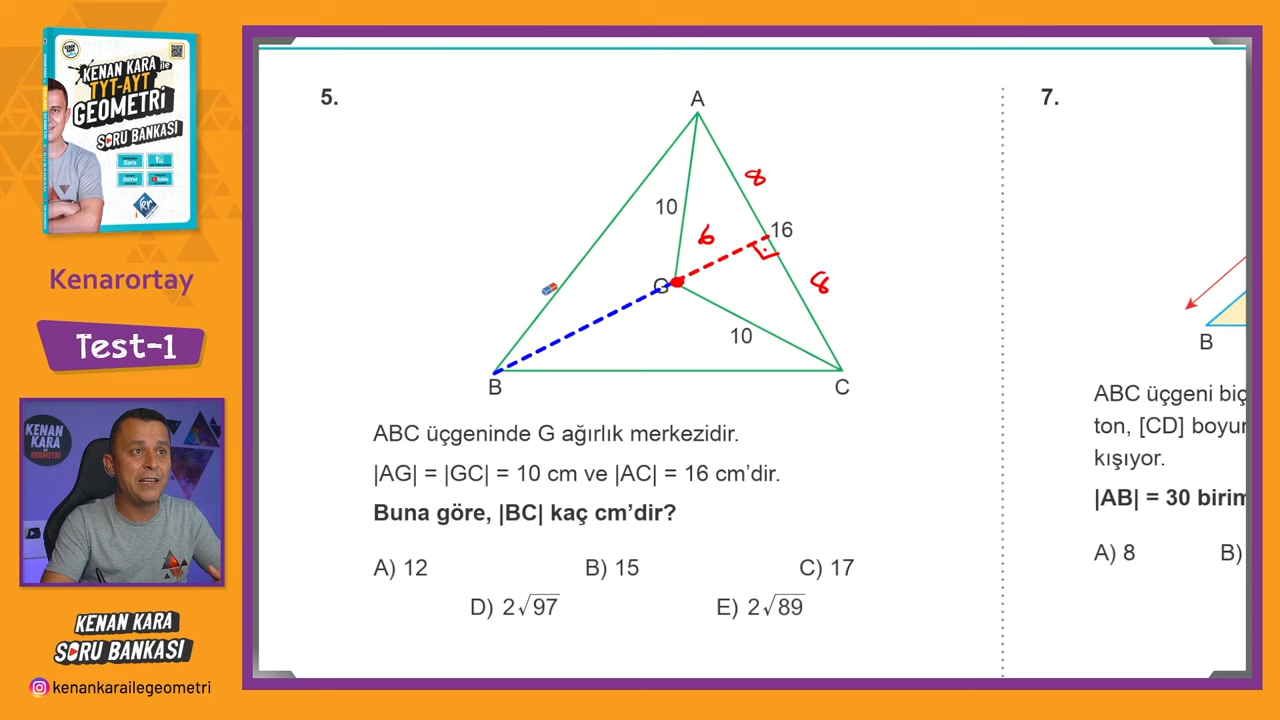 KENAN KARA ile
TYT-AYT
GEOMETRİ
SORU BANKASI
Kenarortay
Test-1
KENAN
KARA
GEOMETRI
KENAN KARA
SORU BANKASI
kenankarailegeometri
5.
A
8
10
16
6
G
8
10
B
C
ABC üçgeninde G ağırlık merkezidir.
|AG| = |GC| = 10 cm ve |AC| = 16 cm’dir.
Buna göre, |BC| kaç cm’dir?
A) 12 B) 15 C) 17
D) 2√97 E) 2√89
7.
B
ABC üçgeni biç
ton, [CD] boyun
kışıyor.
|AB| = 30 birim
A) 8 B)